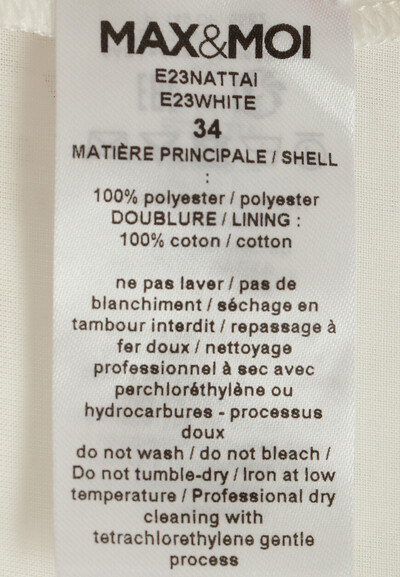 MAX&MOI
E23NATTAI
E23WHITE
34
MATIÈRE PRINCIPALE / SHELL
:
100% polyester / polyester
DOUBLURE / LINING :
100% coton / cotton
ne pas laver / pas de
blanchiment / séchage en
tambour interdit / repassage à
fer doux / nettoyage
professionnel à sec avec
perchloréthylène ou
hydrocarbures - processus
doux
do not wash / do not bleach /
Do not tumble-dry / Iron at low
temperature / Professional dry
cleaning with
tetrachlorethylene gentle
process